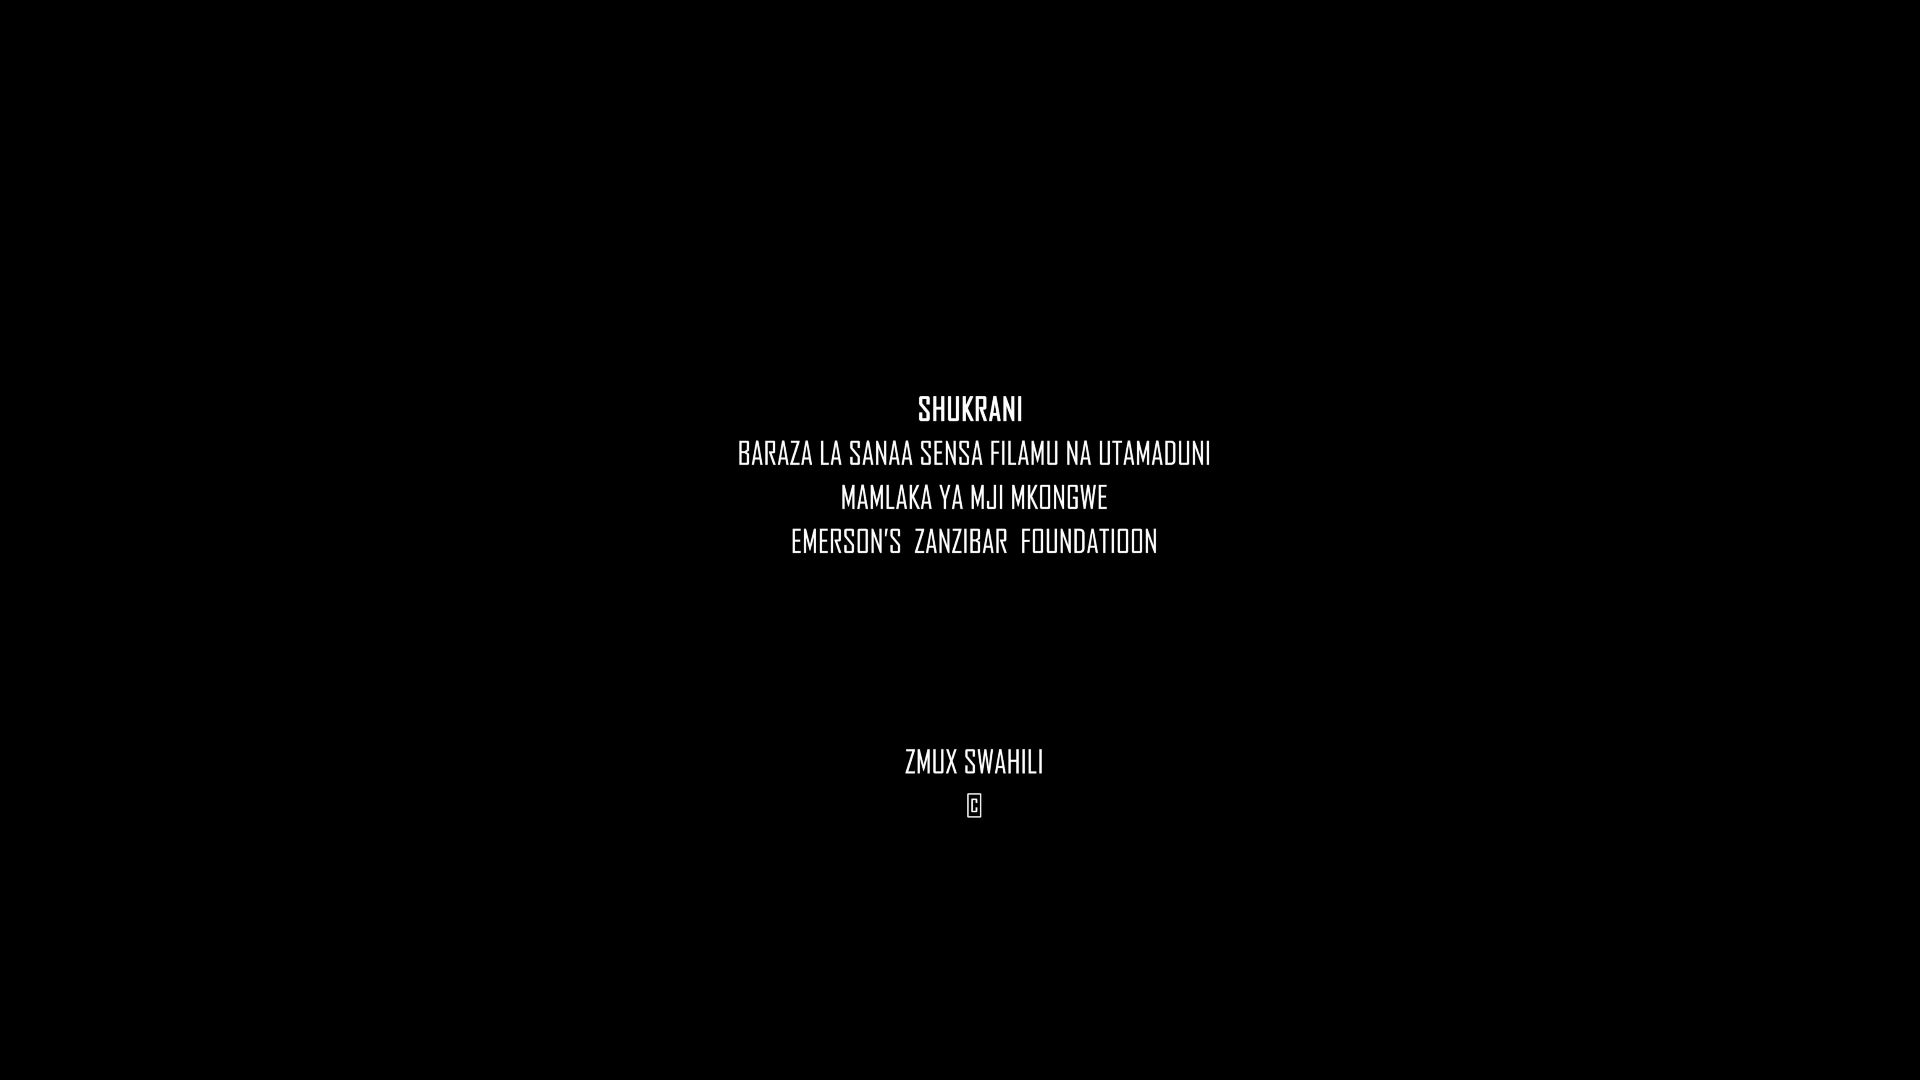 SHUKRANI
BARAZA LA SANAA SENSA FILAMU NA UTAMADUNI
MAMLAKA YA MJI MKONGWE
EMERSON'S ZANZIBAR FOUNDATIOON
ZMUX SWAHILI
©